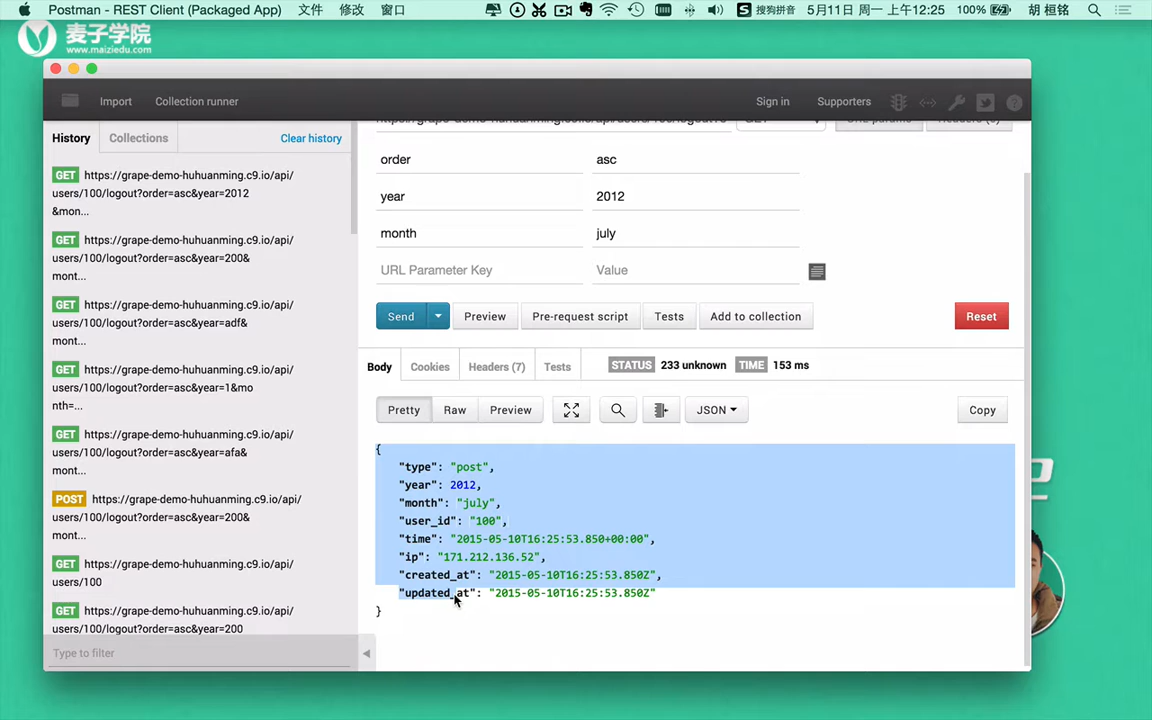 Postman - REST Client (Packaged App) 文件 修改 窗口 搜狗拼音 5月11日 周一 上午12:25 100% 胡 桓铭
麦子学院
www.maiziedu.com
Import Collection runner Sign in Supporters
History Collections Clear history
GET https://grape-demo-huhuanming.c9.io/api/
users/100/logout?order=asc&year=2012
&mon...
GET https://grape-demo-huhuanming.c9.io/api/
users/100/logout?order=asc&year=200&
mont...
GET https://grape-demo-huhuanming.c9.io/api/
users/100/logout?order=asc&year=adf&
mont...
GET https://grape-demo-huhuanming.c9.io/api/
users/100/logout?order=asc&year=1&mo
nth=...
GET https://grape-demo-huhuanming.c9.io/api/
users/100/logout?order=asc&year=afa&
mont...
POST https://grape-demo-huhuanming.c9.io/api/
users/100/logout?order=asc&year=200&
mont...
GET https://grape-demo-huhuanming.c9.io/api/
users/100
GET https://grape-demo-huhuanming.c9.io/api/
users/100/logout?order=asc&year=200
Type to filter
order asc
year 2012
month july
URL Parameter Key Value
Send Preview Pre-request script Tests Add to collection Reset
Body Cookies Headers (7) Tests STATUS 233 unknown TIME 153 ms
Pretty Raw Preview JSON Copy
{
"type": "post",
"year": 2012,
"month": "july",
"user_id": "100",
"time": "2015-05-10T16:25:53.850+00:00",
"ip": "171.212.136.52",
"created_at": "2015-05-10T16:25:53.850Z",
"updated_at": "2015-05-10T16:25:53.850Z"
}